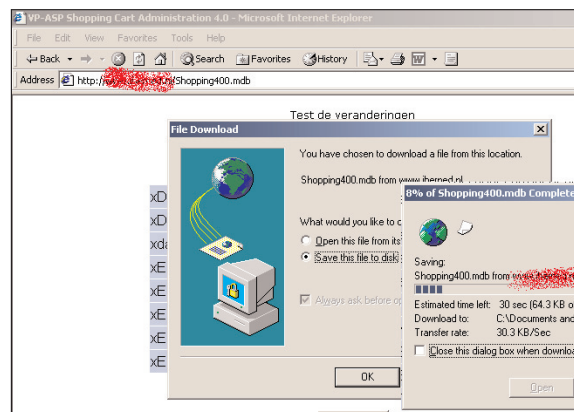 VP-ASP Shopping Cart Administration 4.0 - Microsoft Internet Explorer
File Edit View Favorites Tools Help
Back Search Favorites History
Address http:// /Shopping400.mdb
Test de veranderingen
File Download
You have chosen to download a file from this location.
Shopping400.mdb from
8% of Shopping400.mdb Complete
xD
xD
xda
xE
xE
xE
xE
xE
What would you like to
Open this file from its
Save this file to disk
Always ask before op
OK
Saving:
Shopping400.mdb from
Estimated time left: 30 sec (64.3 KB o
Download to: C:\Documents and
Transfer rate: 30.3 KB/Sec
Close this dialog box when downloa
Open